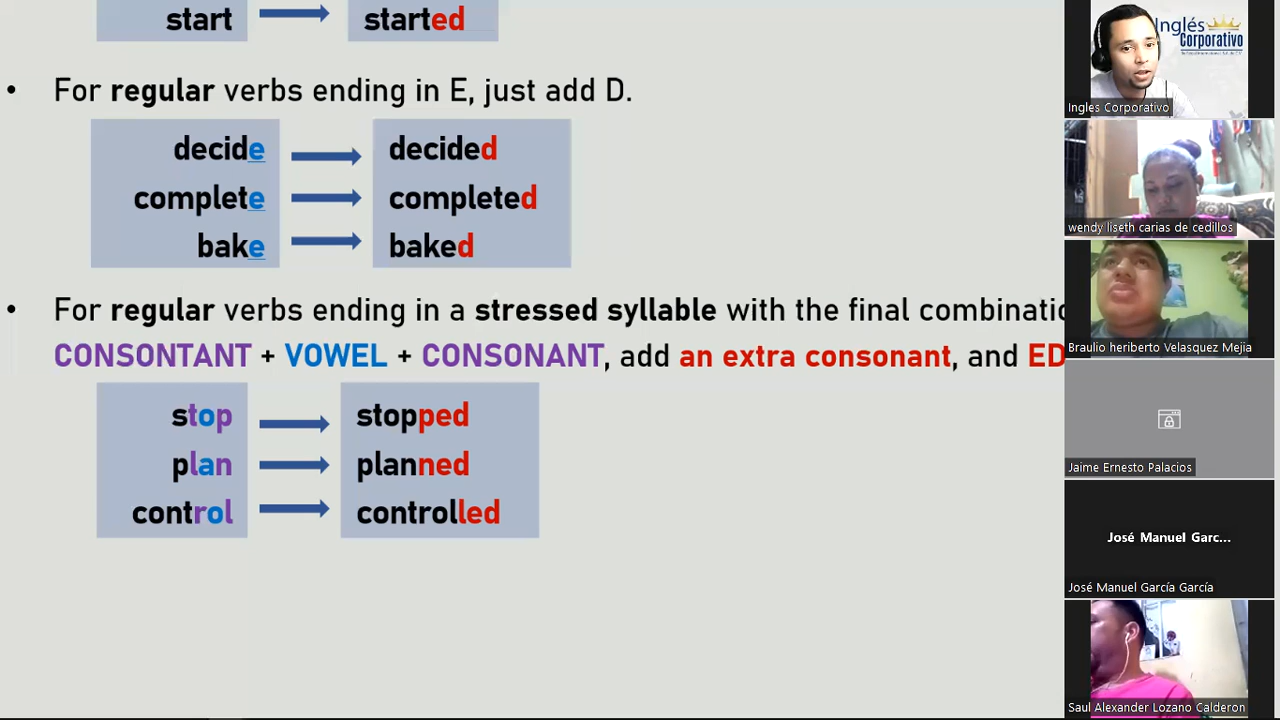 start started
• For regular verbs ending in E, just add D.
decide decided
complete completed
bake baked
• For regular verbs ending in a stressed syllable with the final combinatio
CONSONTANT + VOWEL + CONSONANT, add an extra consonant, and ED
stop stopped
plan planned
control controlled
Inglés
Corporativo
Ingles Corporativo
wendy liseth carias de cedillos
Braulio heriberto Velasquez Mejia
Jaime Ernesto Palacios
José Manuel Garc...
José Manuel García García
Saul Alexander Lozano Calderon